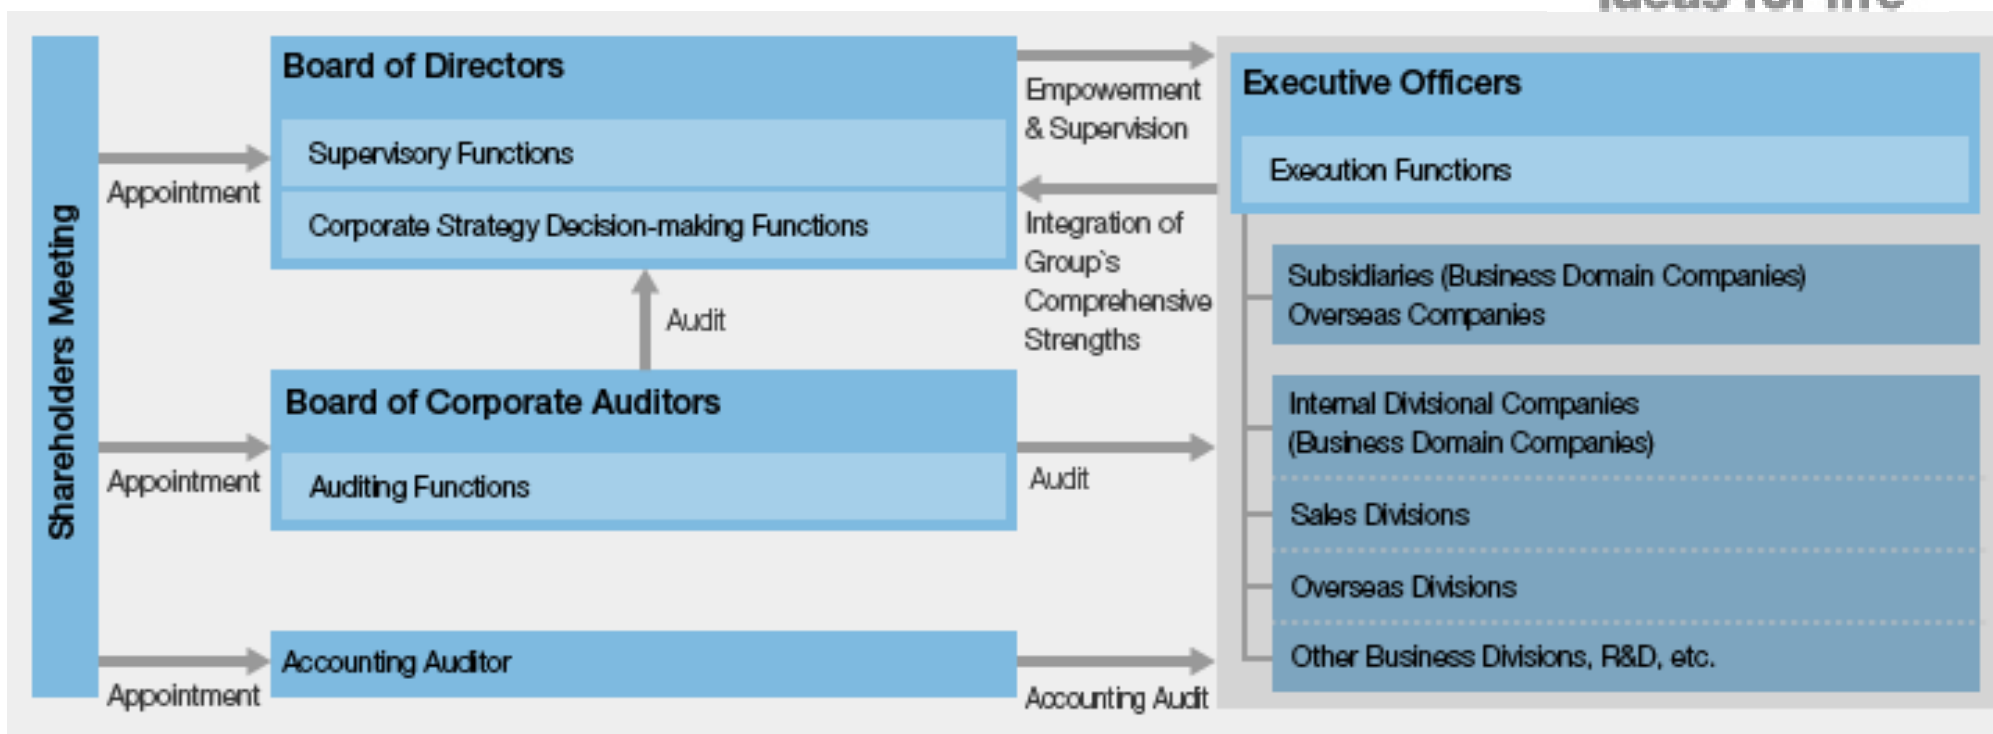 ideas for life
Board of Directors
Supervisory Functions
Corporate Strategy Decision-making Functions
Shareholders Meeting
Appointment
Appointment
Appointment
Audit
Board of Corporate Auditors
Auditing Functions
Accounting Auditor
Empowerment
& Supervision
Integration of
Group`s
Comprehensive
Strengths
Audit
Accounting Audit
Executive Officers
Execution Functions
Subsidiaries (Business Domain Companies)
Overseas Companies
Internal Divisional Companies
(Business Domain Companies)
Sales Divisions
Overseas Divisions
Other Business Divisions, R&D, etc.